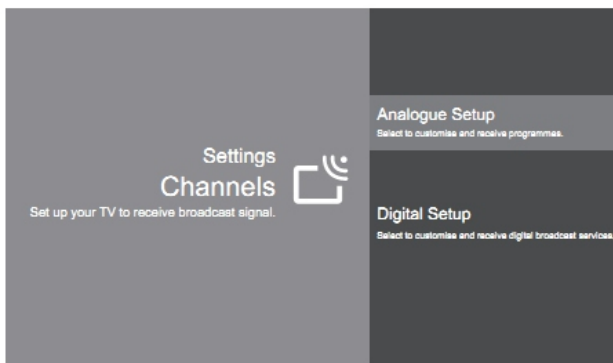 Settings
Channels
Set up your TV to receive broadcast signal.
Analogue Setup
Select to customise and receive programmes.
Digital Setup
Select to customise and receive digital broadcast services.